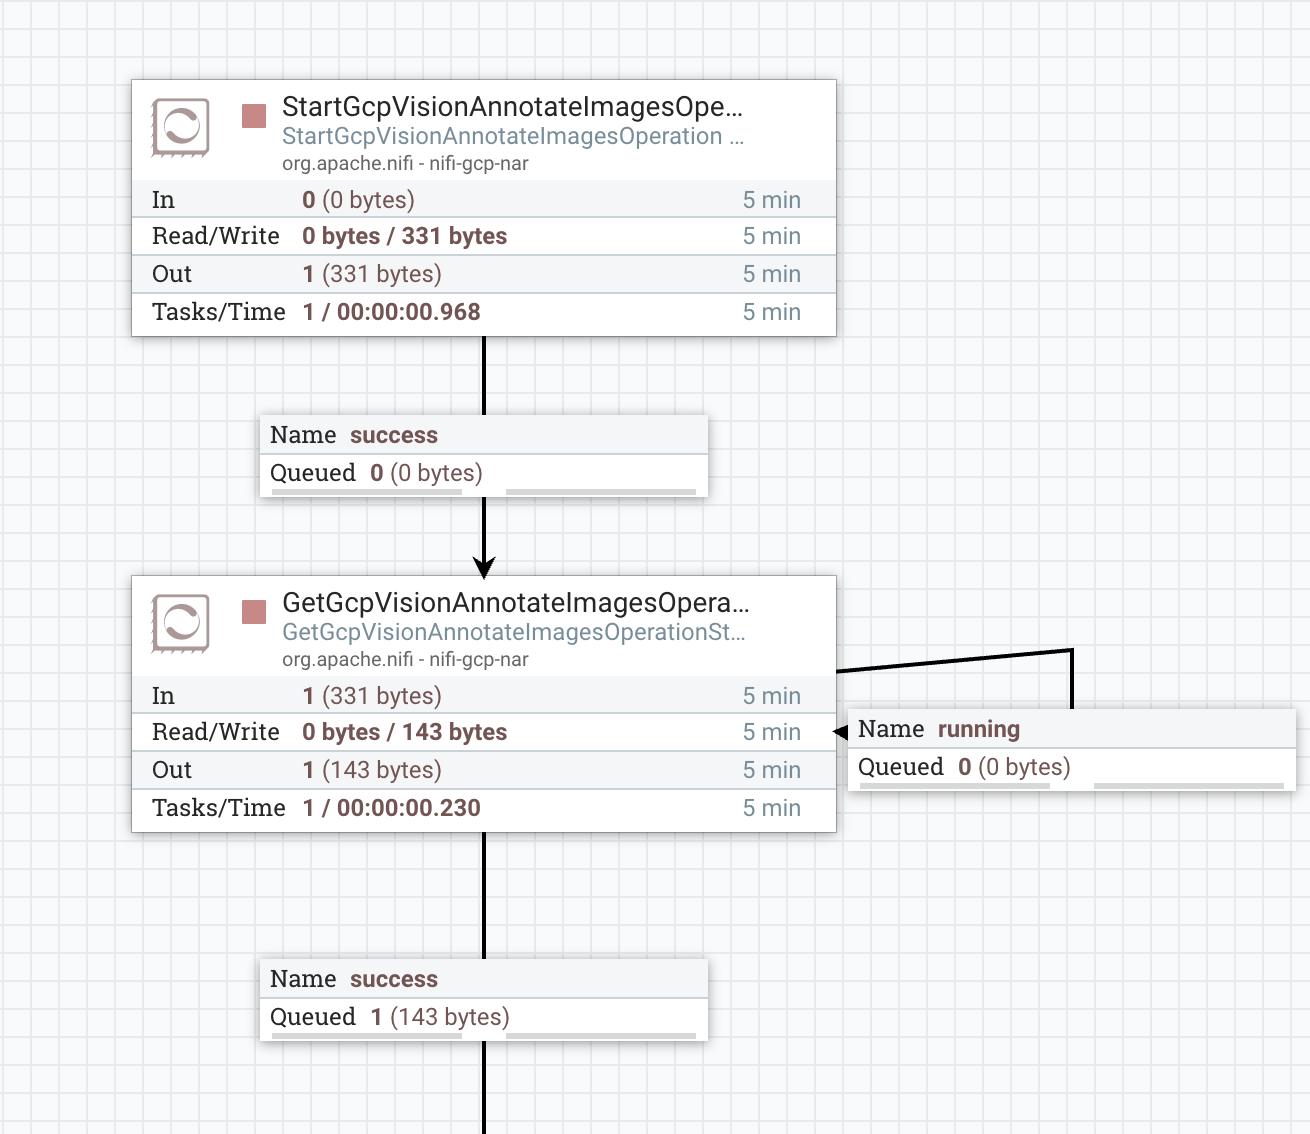 StartGcpVisionAnnotateImagesOpe…
StartGcpVisionAnnotateImagesOperation …
org.apache.nifi - nifi-gcp-nar
In 0 (0 bytes) 5 min
Read/Write 0 bytes / 331 bytes 5 min
Out 1 (331 bytes) 5 min
Tasks/Time 1 / 00:00:00.968 5 min
Name success
Queued 0 (0 bytes)
GetGcpVisionAnnotateImagesOpera…
GetGcpVisionAnnotateImagesOperationSt…
org.apache.nifi - nifi-gcp-nar
In 1 (331 bytes) 5 min
Read/Write 0 bytes / 143 bytes 5 min
Out 1 (143 bytes) 5 min
Tasks/Time 1 / 00:00:00.230 5 min
Name running
Queued 0 (0 bytes)
Name success
Queued 1 (143 bytes)